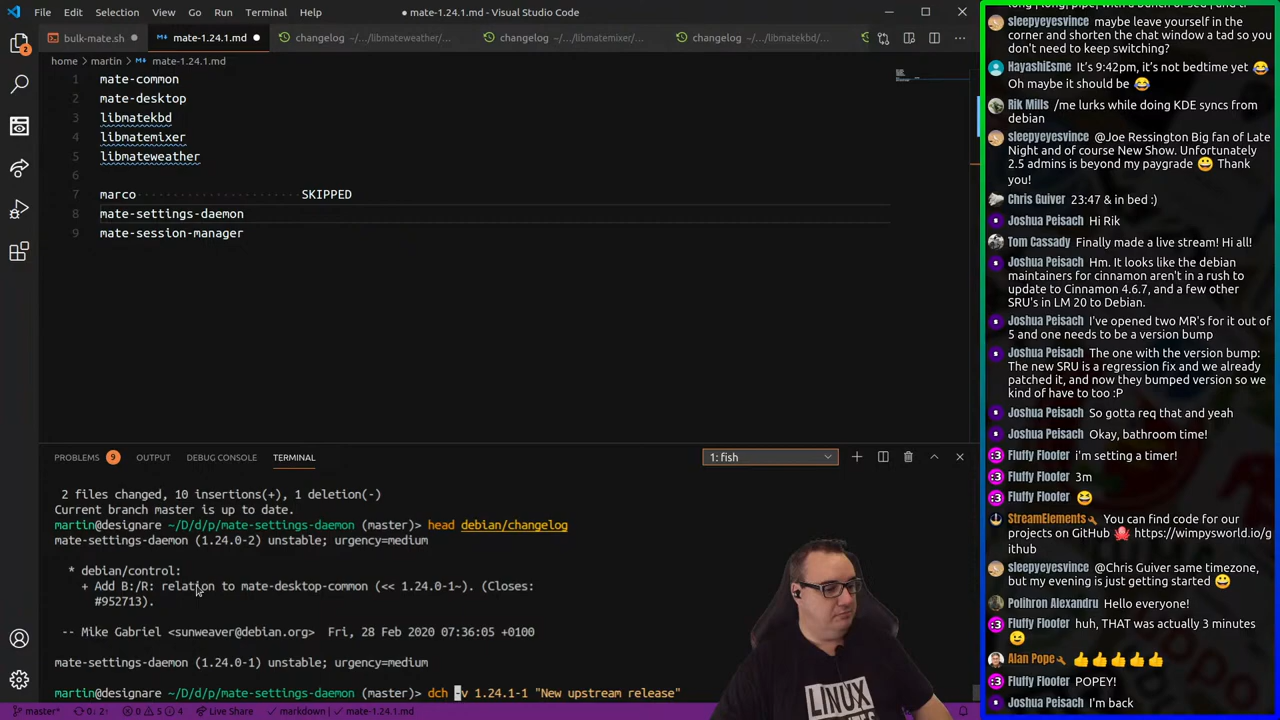 File Edit Selection View Go Run Terminal Help
● mate-1.24.1.md - Visual Studio Code
bulk-mate.sh ●
mate-1.24.1.md ●
changelog ~/…/libmateweather/…
changelog ~/…/libmatemixer/…
changelog ~/…/libmatekbd/…
home > martin > mate-1.24.1.md
1 mate-common
2 mate-desktop
3 libmatekbd
4 libmatemixer
5 libmateweather
6
7 marco SKIPPED
8 mate-settings-daemon
9 mate-session-manager
PROBLEMS 9 OUTPUT DEBUG CONSOLE TERMINAL
1: fish
2 files changed, 10 insertions(+), 1 deletion(-)
Current branch master is up to date.
martin@designare ~/D/d/p/mate-settings-daemon (master)> head debian/changelog
mate-settings-daemon (1.24.0-2) unstable; urgency=medium
* debian/control:
+ Add B:/R: relation to mate-desktop-common (<< 1.24.0-1~). (Closes:
#952713).
-- Mike Gabriel <sunweaver@debian.org> Fri, 28 Feb 2020 07:36:05 +0100
mate-settings-daemon (1.24.0-1) unstable; urgency=medium
martin@designare ~/D/d/p/mate-settings-daemon (master)> dch -v 1.24.1-1 "New upstream release"
master* 0↓ 2↑ 0 5 4 Live Share markdown | mate-1.24.1.md
2
LINUX
sleepyeyesvince maybe leave yourself in the
corner and shorten the chat window a tad so you
don't need to keep switching?
HayashiEsme It's 9:42pm, it's not bedtime yet 😂
Oh maybe it should be 😂
Rik Mills /me lurks while doing KDE syncs from
debian
sleepyeyesvince @Joe Ressington Big fan of Late
Night and of course New Show. Unfortunately
2.5 admins is beyond my paygrade 😀 Thank
you!
Chris Guiver 23:47 & in bed :)
Joshua Peisach Hi Rik
Tom Cassady Finally made a live stream! Hi all!
Joshua Peisach Hm. It looks like the debian
maintainers for cinnamon aren't in a rush to
update to Cinnamon 4.6.7, and a few other
SRU's in LM 20 to Debian.
Joshua Peisach I've opened two MR's for it out of
5 and one needs to be a version bump
Joshua Peisach The one with the version bump:
The new SRU is a regression fix and we already
patched it, and now they bumped version so we
kind of have to too :P
Joshua Peisach So gotta req that and yeah
Joshua Peisach Okay, bathroom time!
:3 Fluffy Floofer i'm setting a timer!
:3 Fluffy Floofer 3m
:3 Fluffy Floofer 😆
StreamElements You can find code for our
projects on GitHub 🐙 https://wimpysworld.io/g
ithub
sleepyeyesvince @Chris Guiver same timezone,
but my evening is just getting started 😀
Polihron Alexandru Hello everyone!
:3 Fluffy Floofer huh, THAT was actually 3 minutes
😉
Alan Pope 👍👍👍👍👍
:3 Fluffy Floofer POPEY!
Joshua Peisach I'm back